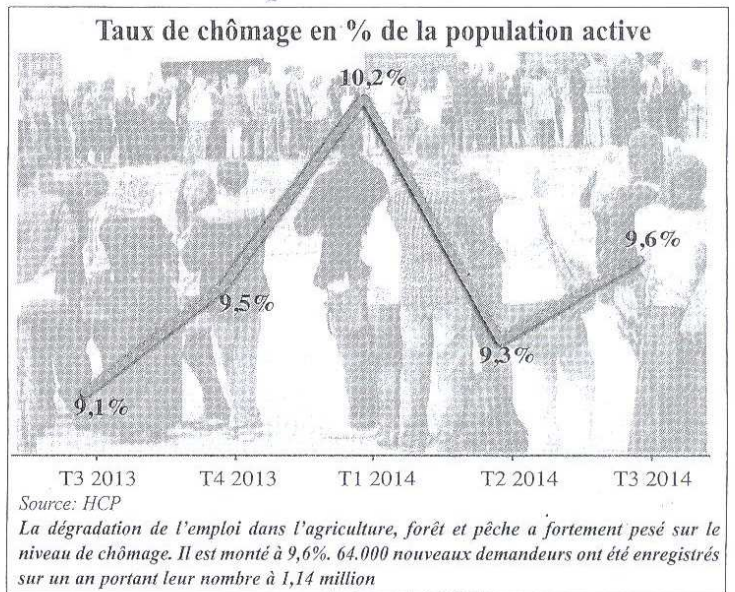 Taux de chômage en % de la population active
10,2%
9,6%
9,5%
9,3%
9,1%
T3 2013 T4 2013 T1 2014 T2 2014 T3 2014
Source: HCP
La dégradation de l'emploi dans l'agriculture, forêt et pêche a fortement pesé sur le
niveau de chômage. Il est monté à 9,6%. 64.000 nouveaux demandeurs ont été enregistrés
sur un an portant leur nombre à 1,14 million